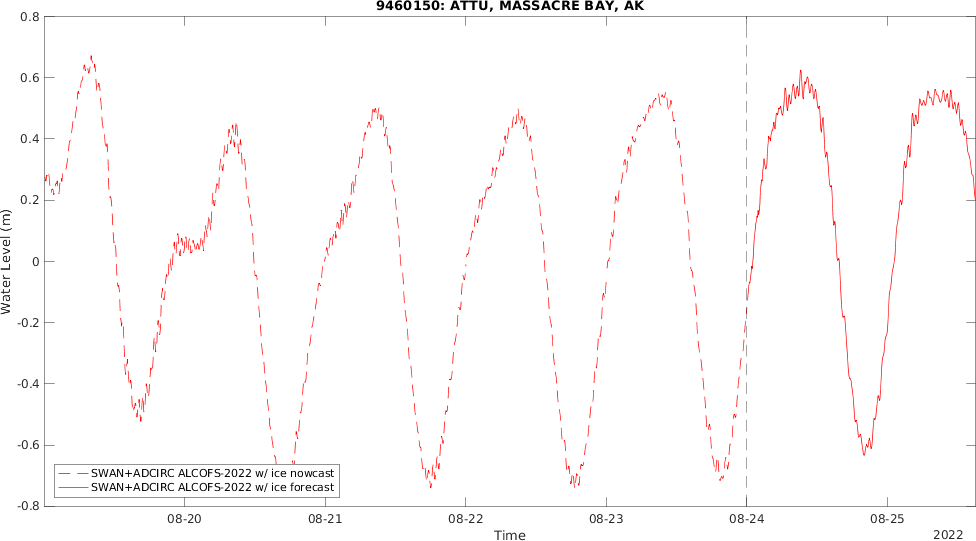 9460150: ATTU, MASSACRE BAY, AK
0.8
0.6
0.4
0.2
0
-0.2
-0.4
-0.6
-0.8
Water Level (m)
SWAN+ADCIRC ALCOFS-2022 w/ ice nowcast
SWAN+ADCIRC ALCOFS-2022 w/ ice forecast
08-20 08-21 08-22 08-23 08-24 08-25
Time
2022